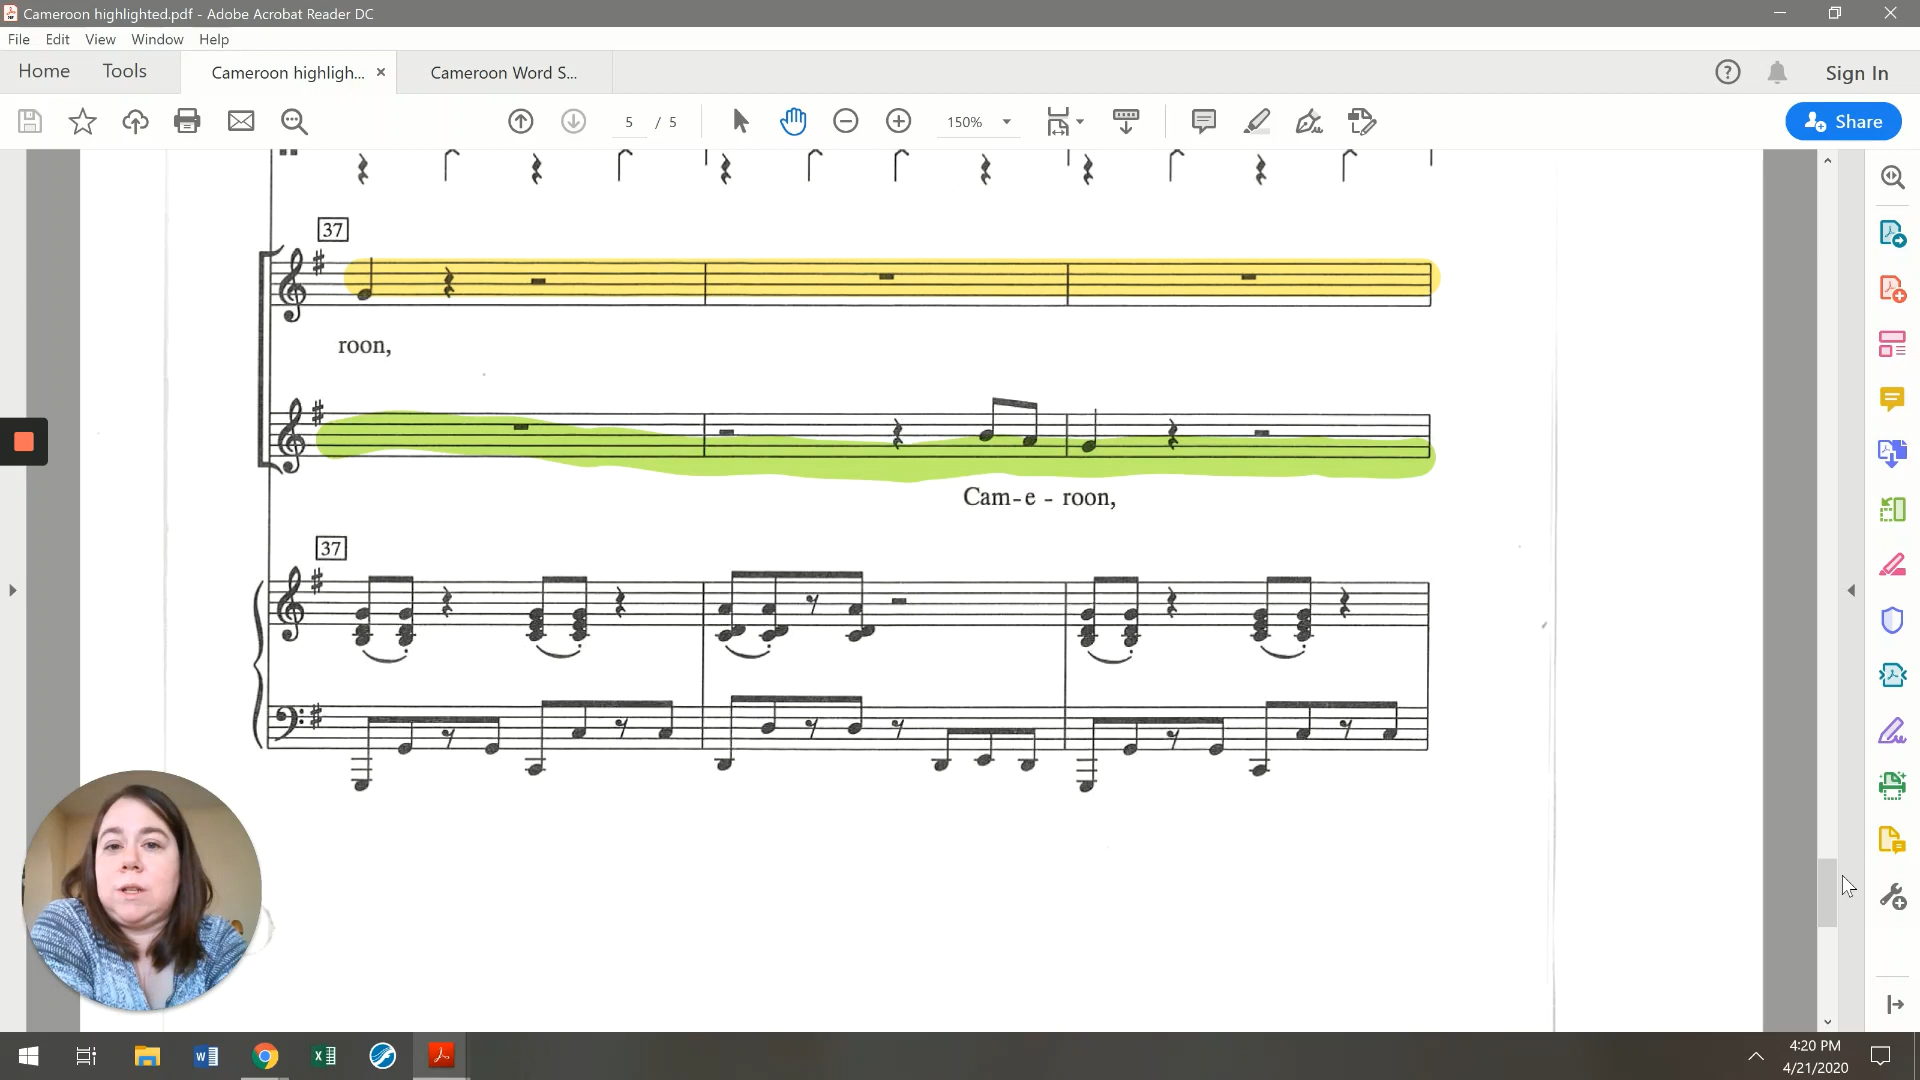 Cameroon highlighted.pdf - Adobe Acrobat Reader DC
File Edit View Window Help
Home Tools Cameroon highligh... × Cameroon Word S... Sign In
5 / 5 150% Share
37
roon,
Cam-e - roon,
37
4:20 PM
4/21/2020